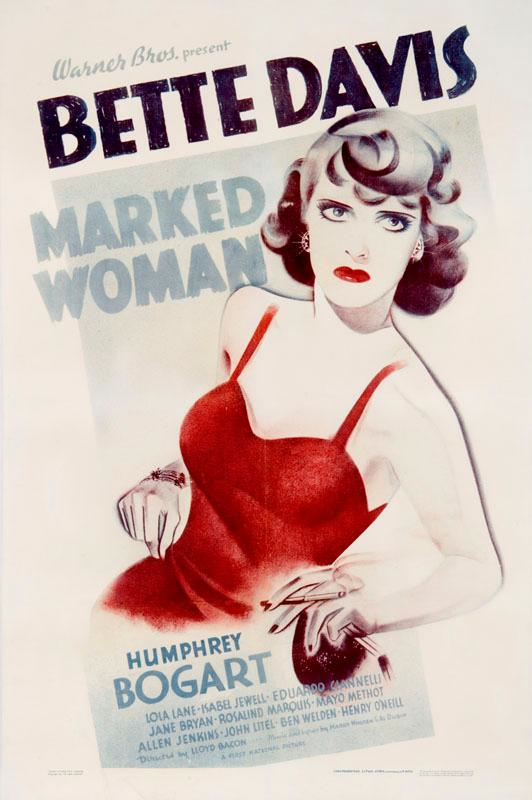 Warner Bros. present
BETTE DAVIS
MARKED
WOMAN
HUMPHREY
BOGART
LOLA LANE · ISABEL JEWELL · EDUARDO CIANNELLI
JANE BRYAN · ROSALIND MARQUIS · MAYO METHOT
ALLEN JENKINS · JOHN LITEL · BEN WELDEN · HENRY O'NEILL
Directed by LLOYD BACON ... Music and Lyrics by HARRY WARREN & AL DUBIN
A FIRST NATIONAL PICTURE